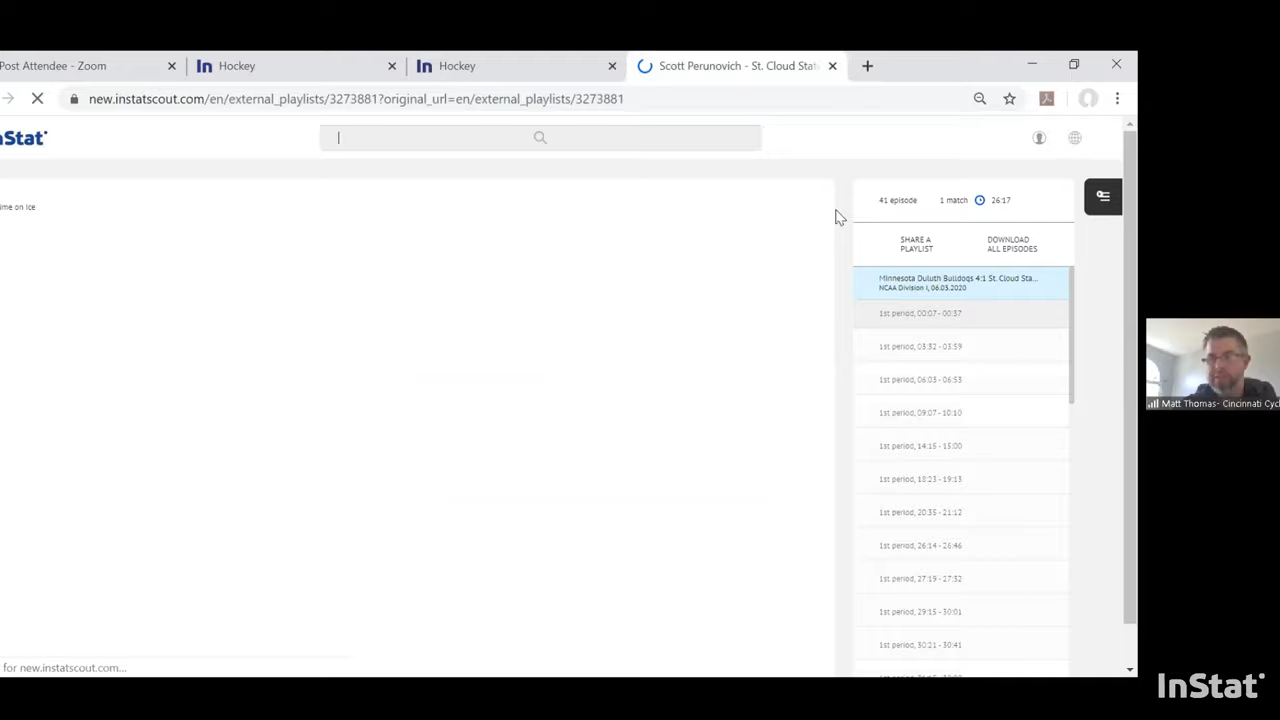 Post Attendee - Zoom
In Hockey
In Hockey
Scott Perunovich - St. Cloud Stat
new.instatscout.com/en/external_playlists/3273881?original_url=en/external_playlists/3273881
nStat
ime on Ice
41 episode 1 match 26:17
SHARE A
PLAYLIST
DOWNLOAD
ALL EPISODES
Minnesota Duluth Bulldogs 4:1 St. Cloud Sta...
NCAA Division I, 06.03.2020
1st period, 00:07 - 00:37
1st period, 03:32 - 03:59
1st period, 06:03 - 06:53
1st period, 09:07 - 10:10
1st period, 14:15 - 15:00
1st period, 18:23 - 19:13
1st period, 20:35 - 21:12
1st period, 26:14 - 26:46
1st period, 27:19 - 27:32
1st period, 29:15 - 30:01
1st period, 30:21 - 30:41
for new.instatscout.com...
Matt Thomas- Cincinnati Cycl
InStat